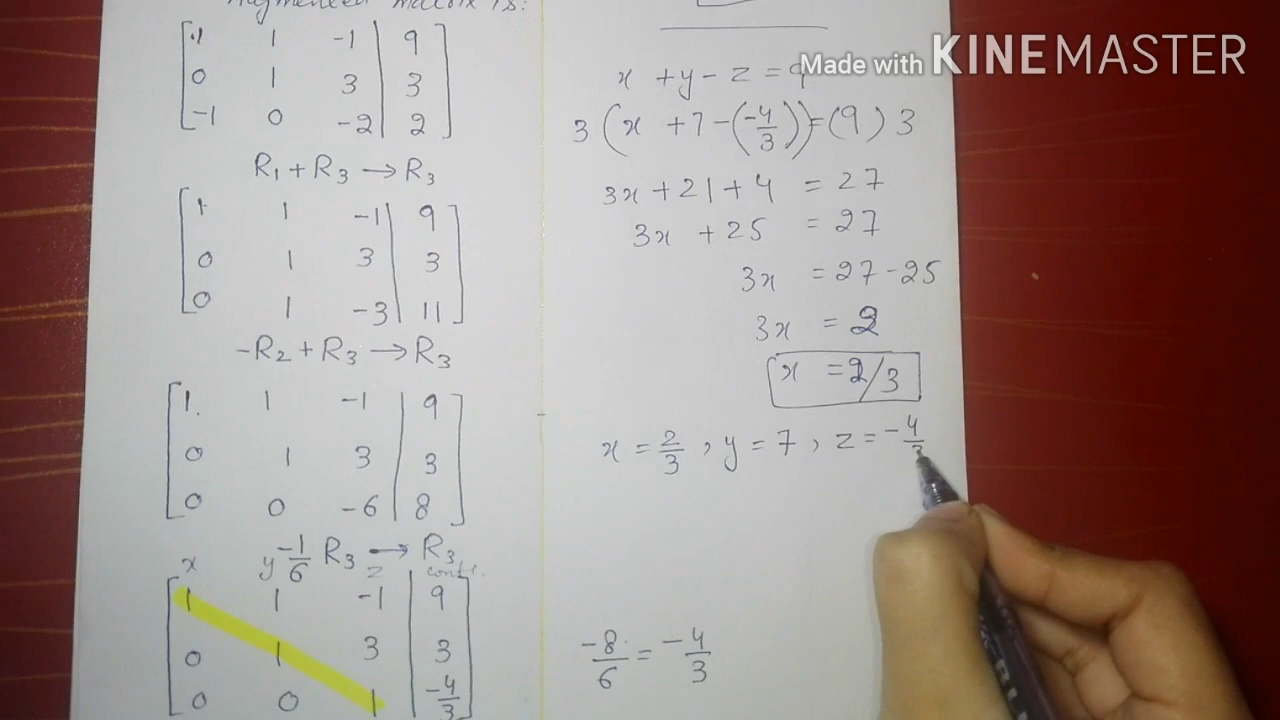 Augmented matrix is:
1 1 -1 | 9
0 1 3 | 3
-1 0 -2 | 2
R₁ + R₃ → R₃
1 1 -1 | 9
0 1 3 | 3
0 1 -3 | 11
-R₂ + R₃ → R₃
1. 1 -1 | 9
0 1 3 | 3
0 0 -6 | 8
-1/6 R₃ → R₃
x y z const.
1 1 -1 | 9
0 1 3 | 3
0 0 1 | -4/3
Made with KINEMASTER
x + y - z = 9
3 (x + 7 - (-4/3)) = (9) 3
3x + 21 + 4 = 27
3x + 25 = 27
3x = 27 - 25
3x = 2
x = 2/3
x = 2/3 , y = 7 , z = -4/3
-8/6 = -4/3